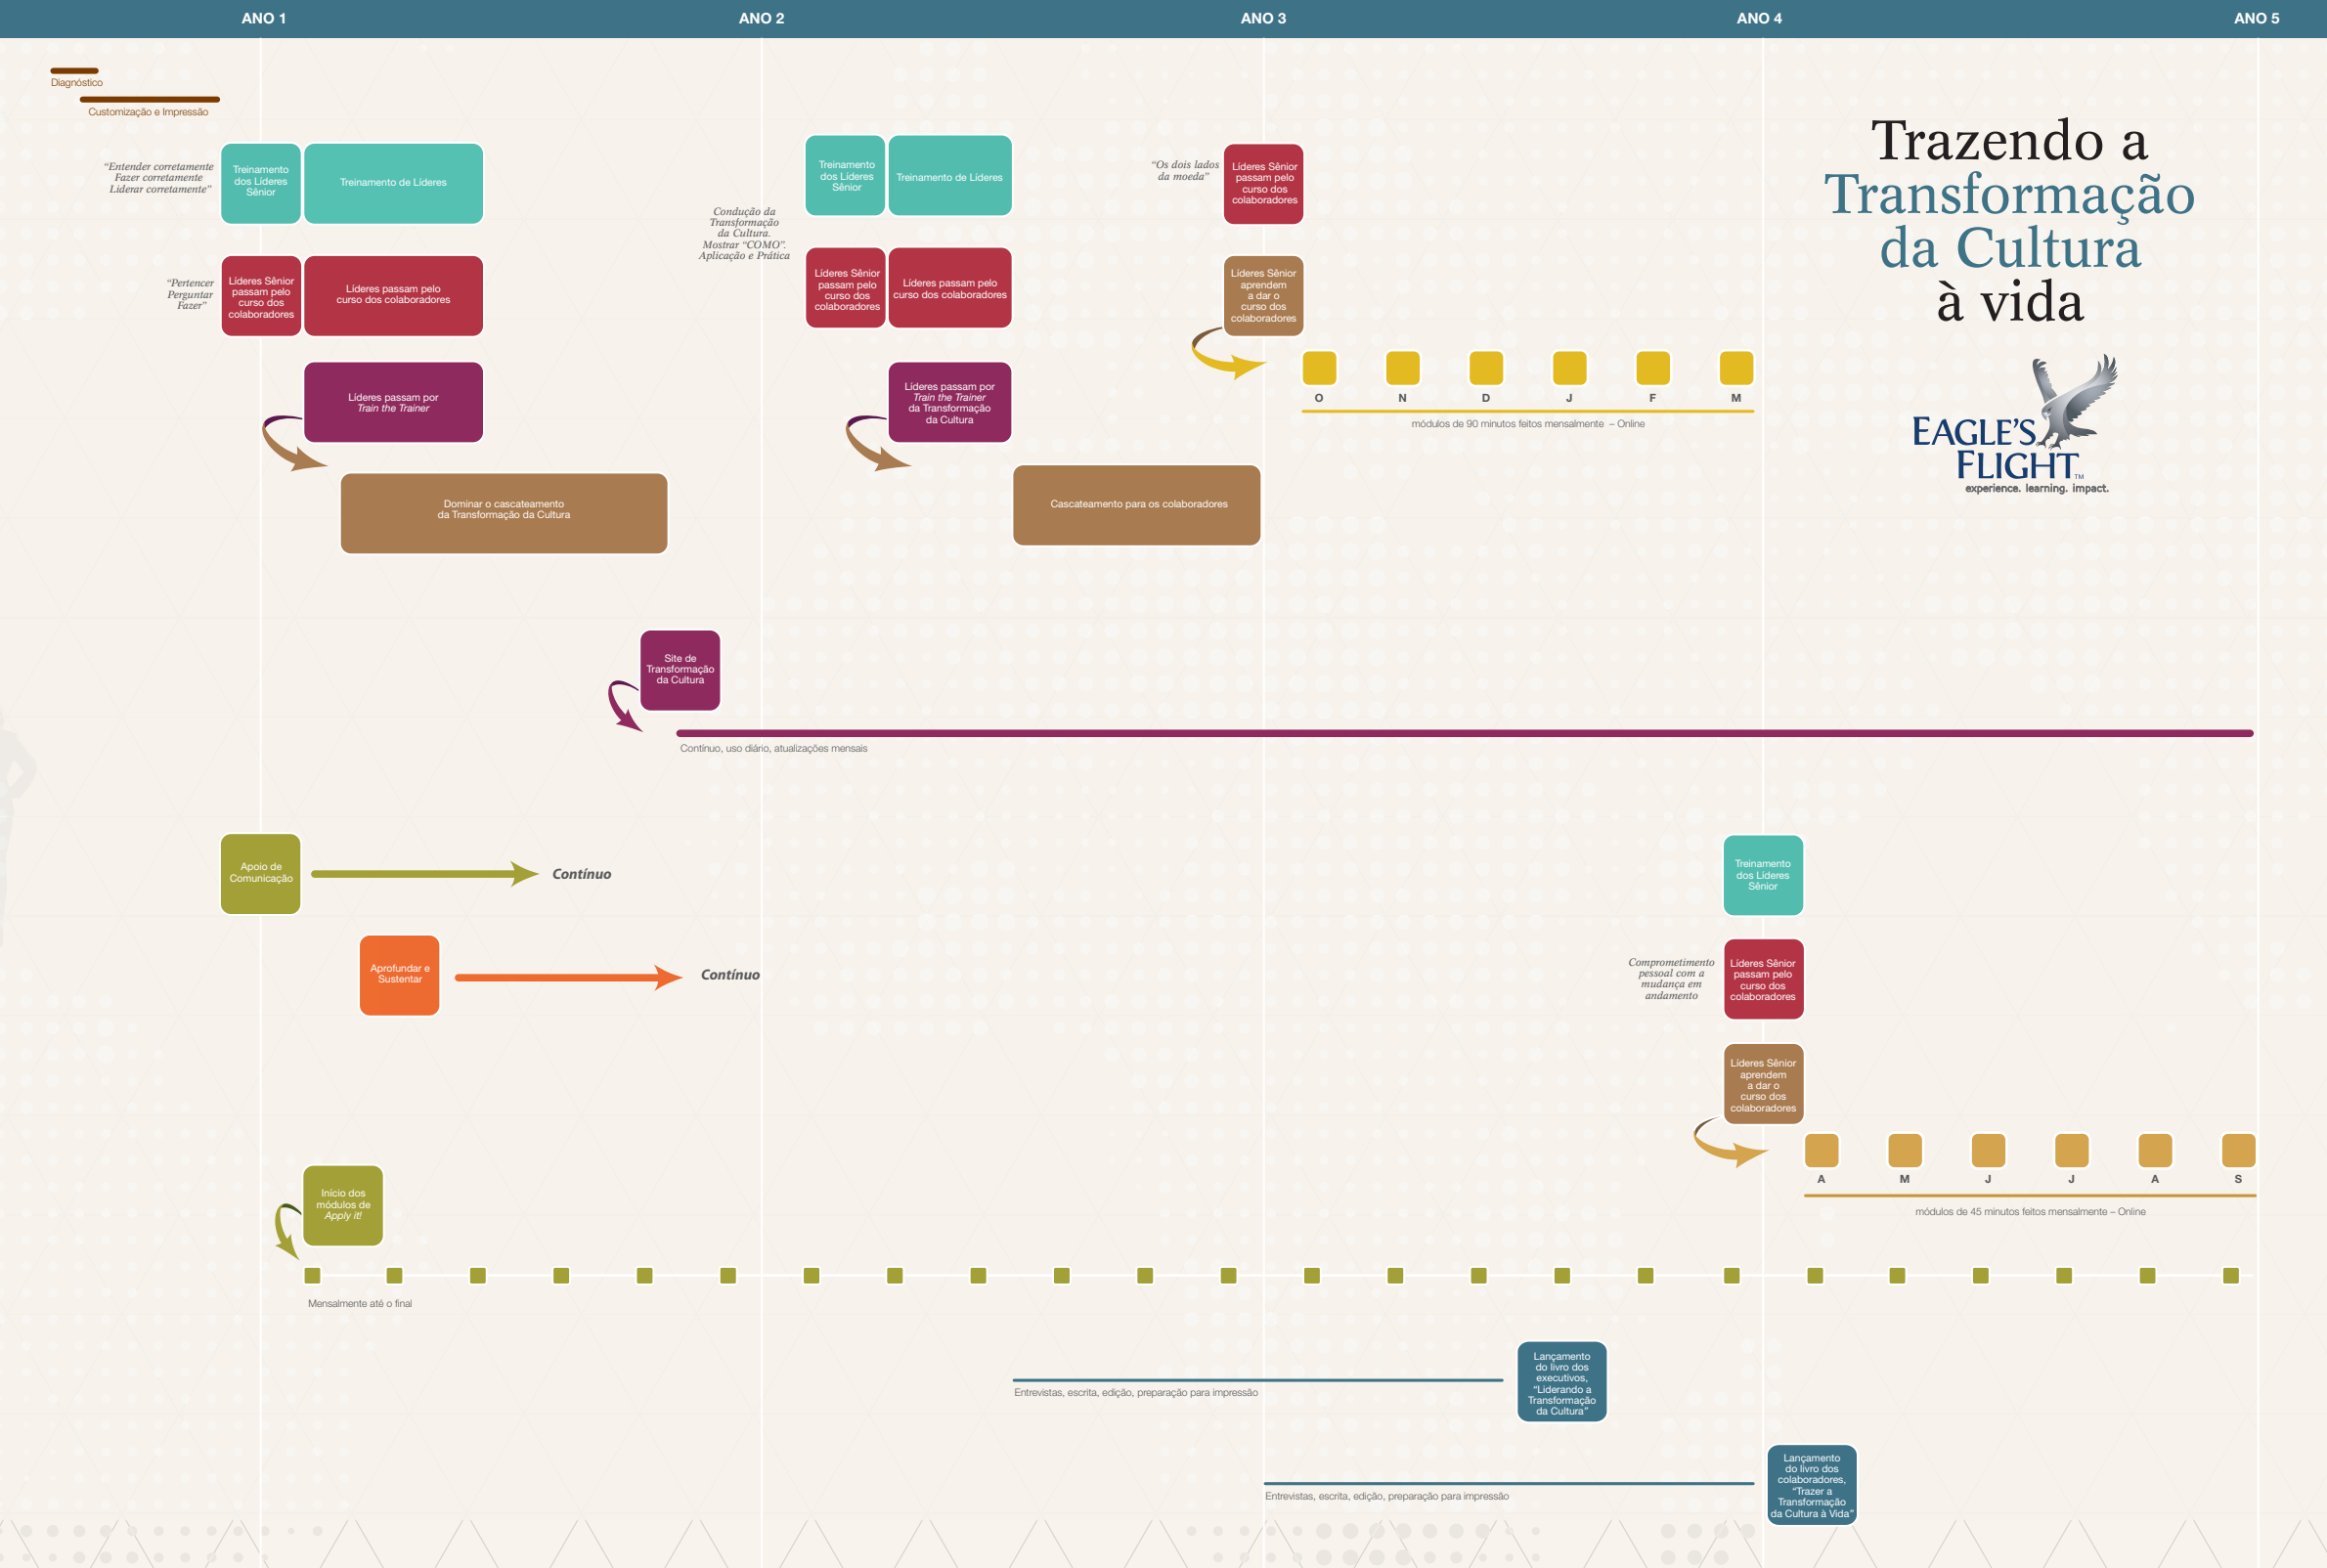 ANO 1
ANO 2
ANO 3
ANO 4
ANO 5
Diagnóstico
Customização e Impressão
“Entender corretamente
Fazer corretamente
Liderar corretamente”
Treinamento
dos Líderes
Sênior
Treinamento de Líderes
“Pertencer
Perguntar
Fazer”
Líderes Sênior
passam pelo
curso dos
colaboradores
Líderes passam pelo
curso dos colaboradores
Líderes passam por
Train the Trainer
Dominar o cascateamento
da Transformação da Cultura
Condução da
Transformação
da Cultura.
Mostrar “COMO”.
Aplicação e Prática
Treinamento
dos Líderes
Sênior
Treinamento de Líderes
Líderes Sênior
passam pelo
curso dos
colaboradores
Líderes passam pelo
curso dos colaboradores
Líderes passam por
Train the Trainer
da Transformação
da Cultura
Cascateamento para os colaboradores
“Os dois lados
da moeda”
Líderes Sênior
passam pelo
curso dos
colaboradores
Líderes Sênior
aprendem
a dar o
curso dos
colaboradores
O N D J F M
módulos de 90 minutos feitos mensalmente – Online
Trazendo a
Transformação
da Cultura
à vida
EAGLE’S
FLIGHT™
experience. learning. impact.
Site de
Transformação
da Cultura
Contínuo, uso diário, atualizações mensais
Apoio de
Comunicação
Contínuo
Aprofundar e
Sustentar
Contínuo
Treinamento
dos Líderes
Sênior
Comprometimento
pessoal com a
mudança em
andamento
Líderes Sênior
passam pelo
curso dos
colaboradores
Líderes Sênior
aprendem
a dar o
curso dos
colaboradores
A M J J A S
módulos de 45 minutos feitos mensalmente – Online
Início dos
módulos de
Apply it!
Mensalmente até o final
Entrevistas, escrita, edição, preparação para impressão
Lançamento
do livro dos
executivos,
“Liderando a
Transformação
da Cultura”
Entrevistas, escrita, edição, preparação para impressão
Lançamento
do livro dos
colaboradores,
“Trazer a
Transformação
da Cultura à Vida”